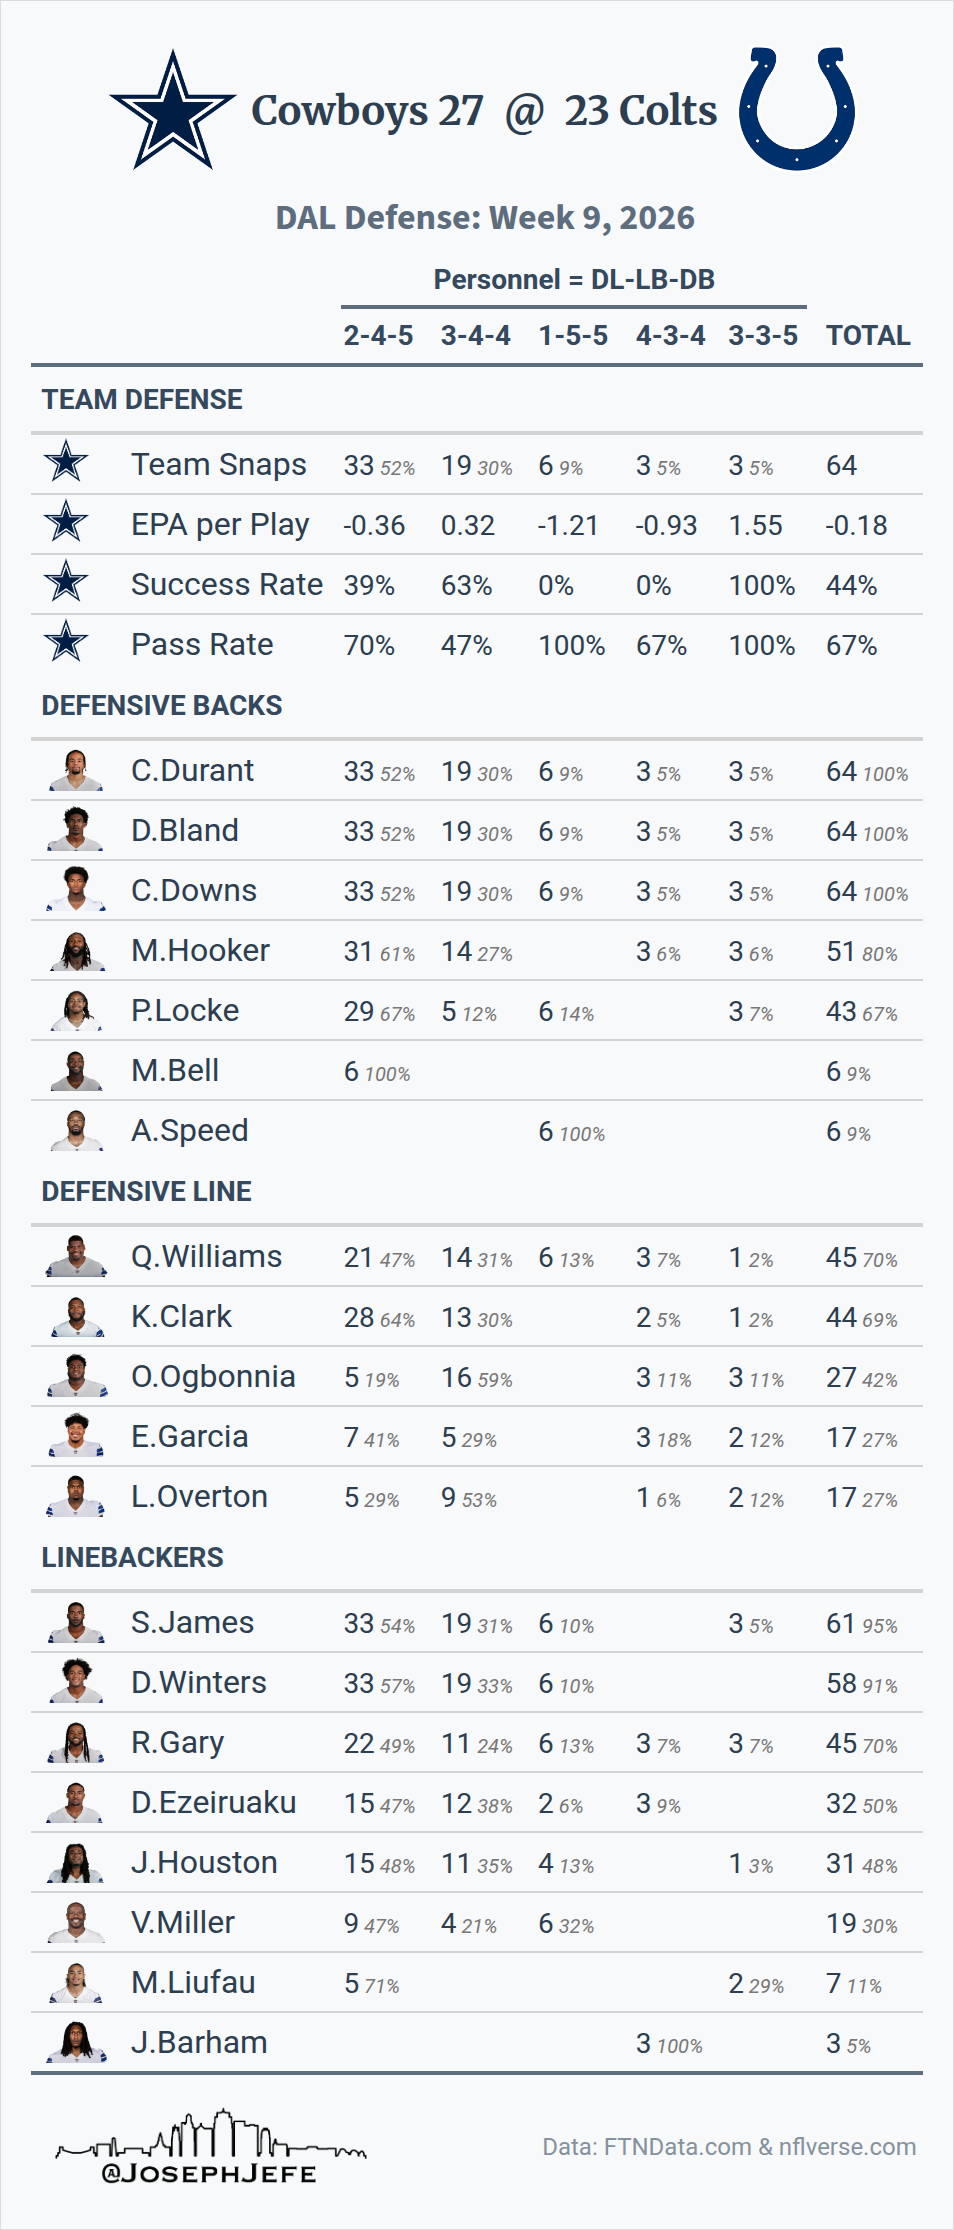 Cowboys 27 @ 23 Colts
DAL Defense: Week 9, 2026
Personnel = DL-LB-DB
2-4-5 3-4-4 1-5-5 4-3-4 3-3-5 TOTAL
TEAM DEFENSE
Team Snaps 33 52% 19 30% 6 9% 3 5% 3 5% 64
EPA per Play -0.36 0.32 -1.21 -0.93 1.55 -0.18
Success Rate 39% 63% 0% 0% 100% 44%
Pass Rate 70% 47% 100% 67% 100% 67%
DEFENSIVE BACKS
C.Durant 33 52% 19 30% 6 9% 3 5% 3 5% 64 100%
D.Bland 33 52% 19 30% 6 9% 3 5% 3 5% 64 100%
C.Downs 33 52% 19 30% 6 9% 3 5% 3 5% 64 100%
M.Hooker 31 61% 14 27% 3 6% 3 6% 51 80%
P.Locke 29 67% 5 12% 6 14% 3 7% 43 67%
M.Bell 6 100% 6 9%
A.Speed 6 100% 6 9%
DEFENSIVE LINE
Q.Williams 21 47% 14 31% 6 13% 3 7% 1 2% 45 70%
K.Clark 28 64% 13 30% 2 5% 1 2% 44 69%
O.Ogbonnia 5 19% 16 59% 3 11% 3 11% 27 42%
E.Garcia 7 41% 5 29% 3 18% 2 12% 17 27%
L.Overton 5 29% 9 53% 1 6% 2 12% 17 27%
LINEBACKERS
S.James 33 54% 19 31% 6 10% 3 5% 61 95%
D.Winters 33 57% 19 33% 6 10% 58 91%
R.Gary 22 49% 11 24% 6 13% 3 7% 3 7% 45 70%
D.Ezeiruaku 15 47% 12 38% 2 6% 3 9% 32 50%
J.Houston 15 48% 11 35% 4 13% 1 3% 31 48%
V.Miller 9 47% 4 21% 6 32% 19 30%
M.Liufau 5 71% 2 29% 7 11%
J.Barham 3 100% 3 5%
@JOSEPHJEFE
Data: FTNData.com & nflverse.com